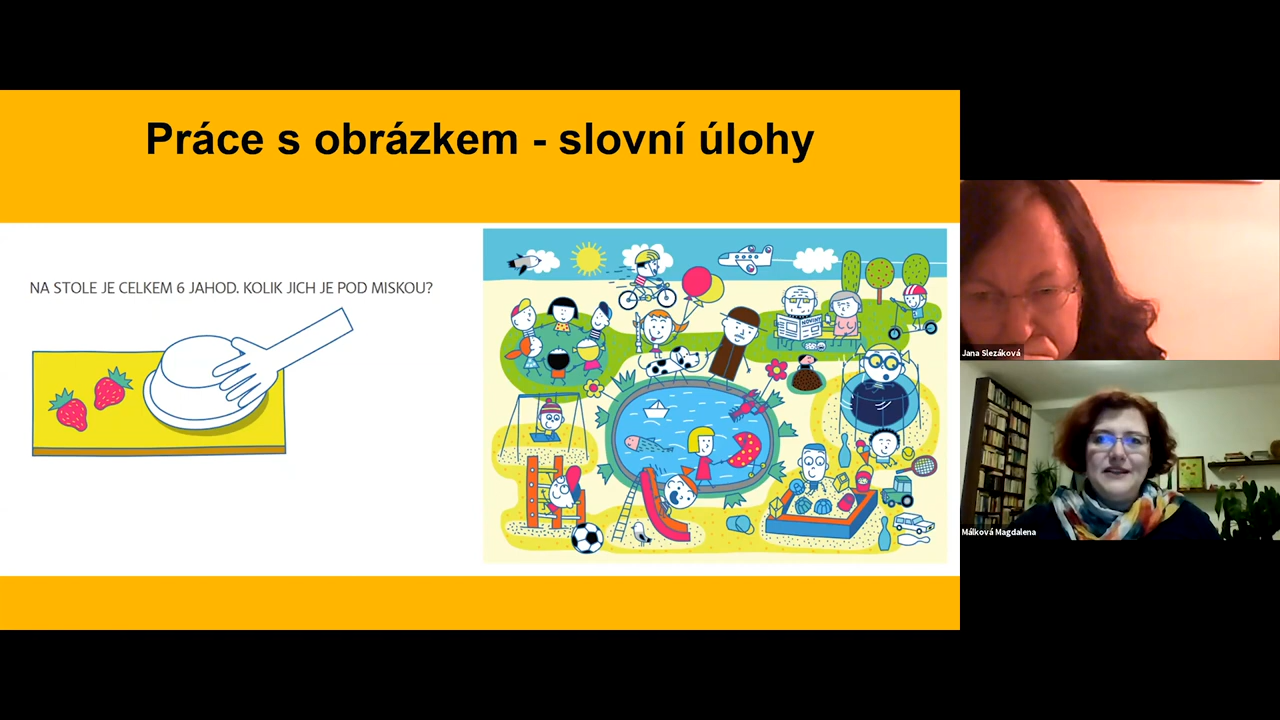 Práce s obrázkem - slovní úlohy
NA STOLE JE CELKEM 6 JAHOD. KOLIK JICH JE POD MISKOU?
NOVINY
Jana Slezáková
Málková Magdalena